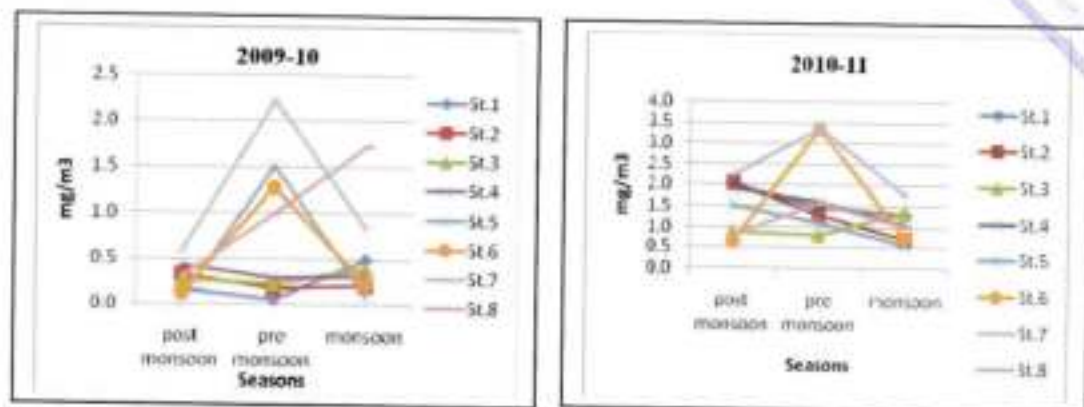 2009-10
2.5
2.0
1.5
1.0
0.5
0.0
mg/m3
post monsoon
pre monsoon
monsoon
Seasons
St.1
St.2
St.3
St.4
St.5
St.6
St.7
St.8
2010-11
4.0
3.5
3.0
2.5
2.0
1.5
1.0
0.5
0.0
mg/m3
post monsoon
pre monsoon
monsoon
Seasons
St.1
St.2
St.3
St.4
St.5
St.6
St.7
St.8